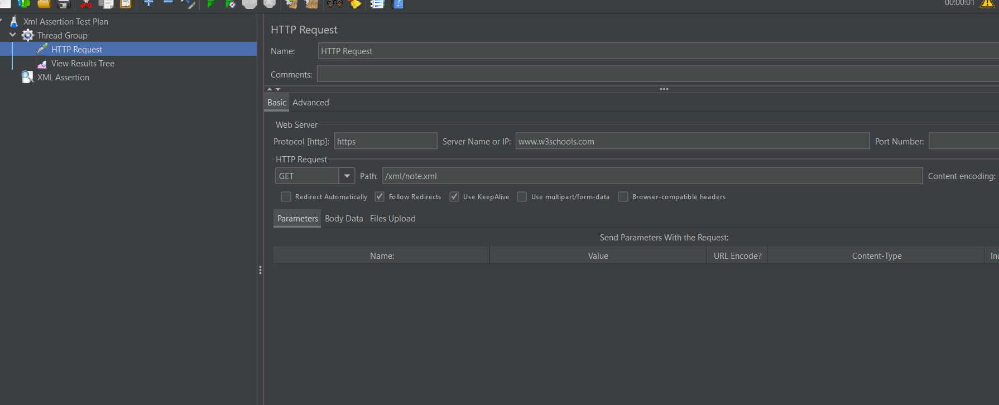 00:00:01
Xml Assertion Test Plan
Thread Group
HTTP Request
View Results Tree
XML Assertion
HTTP Request
Name: HTTP Request
Comments:
Basic Advanced
Web Server
Protocol [http]: https Server Name or IP: www.w3schools.com Port Number:
HTTP Request
GET Path: /xml/note.xml Content encoding:
Redirect Automatically Follow Redirects Use KeepAlive Use multipart/form-data Browser-compatible headers
Parameters Body Data Files Upload
Send Parameters With the Request:
Name: Value URL Encode? Content-Type